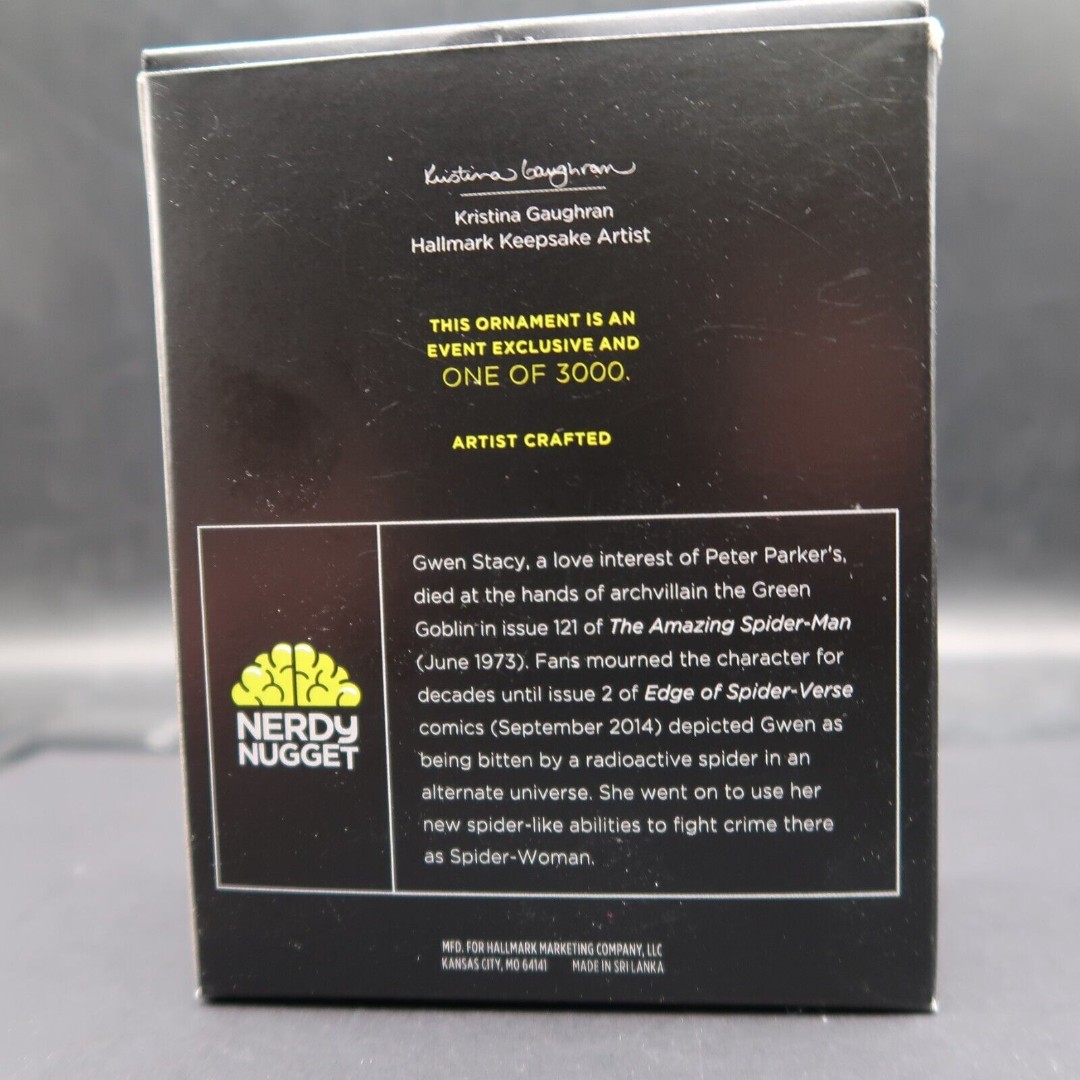 Kristina Gaughran
Kristina Gaughran
Hallmark Keepsake Artist
THIS ORNAMENT IS AN
EVENT EXCLUSIVE AND
ONE OF 3000.
ARTIST CRAFTED
NERDY
NUGGET
Gwen Stacy, a love interest of Peter Parker's,
died at the hands of archvillain the Green
Goblin in issue 121 of The Amazing Spider-Man
(June 1973). Fans mourned the character for
decades until issue 2 of Edge of Spider-Verse
comics (September 2014) depicted Gwen as
being bitten by a radioactive spider in an
alternate universe. She went on to use her
new spider-like abilities to fight crime there
as Spider-Woman.
MFD. FOR HALLMARK MARKETING COMPANY, LLC
KANSAS CITY, MO 64141 MADE IN SRI LANKA